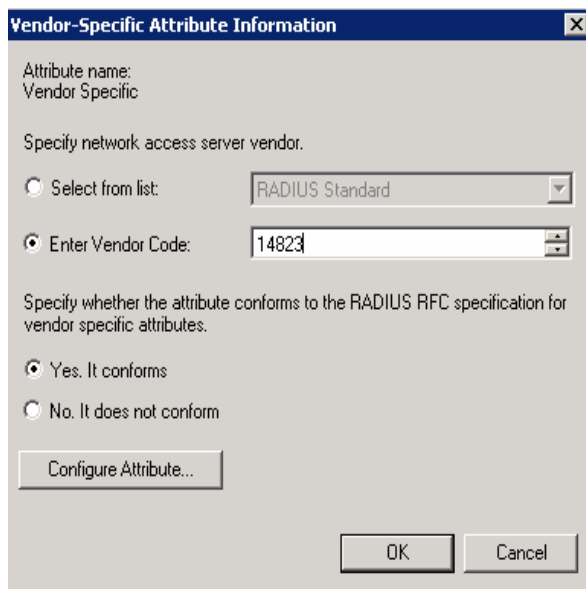 Vendor-Specific Attribute Information
Attribute name:
Vendor Specific
Specify network access server vendor.
Select from list: RADIUS Standard
Enter Vendor Code: 14823
Specify whether the attribute conforms to the RADIUS RFC specification for
vendor specific attributes.
Yes. It conforms
No. It does not conform
Configure Attribute...
OK Cancel